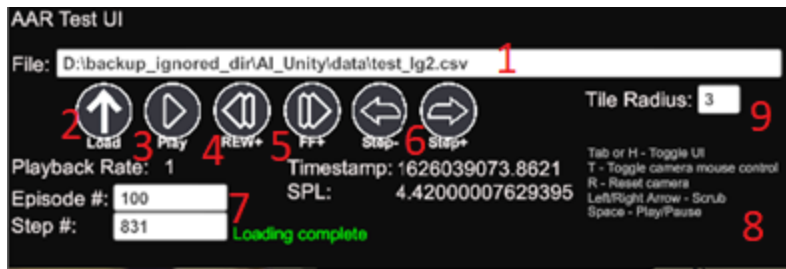 AAR Test UI
File: D:\backup_ignored_dir\AI_Unity\data\test_lg2.csv 1
2 3 4 5 6
Load Play REW+ FF+ Step- Step+
Tile Radius: 3 9
Playback Rate: 1
Timestamp: 1626039073.8621
SPL: 4.42000007629395
Episode #: 100
Step #: 831
7
Loading complete
Tab or H - Toggle UI
T - Toggle camera mouse control
R - Reset camera
Left/Right Arrow - Scrub
Space - Play/Pause
8